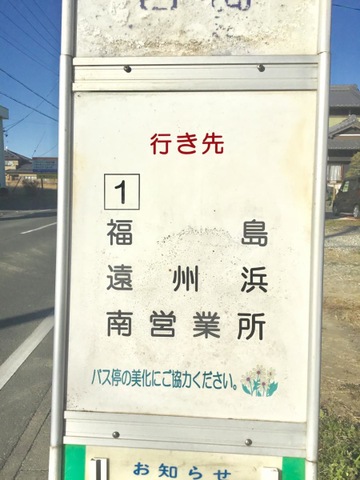 行き先
1
福島
遠州浜
南営業所
バス停の美化にご協力ください。
お知らせ